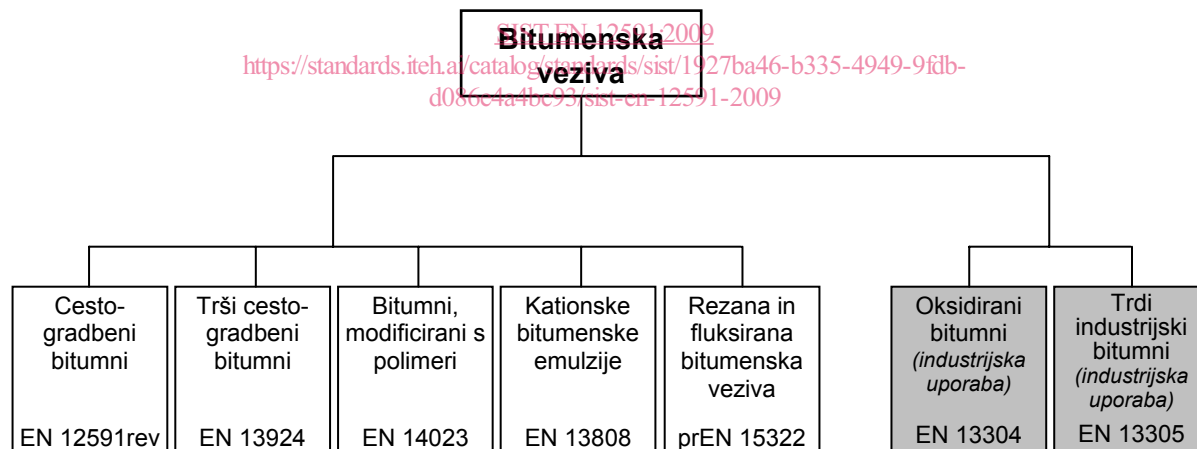 SIST EN 12591:2009
Bitumenska
https://standards.iteh.ai/catalog/standards/sist/1927ba46-b335-4949-9fdb-
veziva
d086c4a4bc93/sist-en-12591-2009
Cesto-
gradbeni
bitumni
EN 12591rev
Trši cesto-
gradbeni
bitumni
EN 13924
Bitumni,
modificirani s
polimeri
EN 14023
Kationske
bitumenske
emulzije
EN 13808
Rezana in
fluksirana
bitumenska
veziva
prEN 15322
Oksidirani
bitumni
(industrijska
uporaba)
EN 13304
Trdi
industrijski
bitumni
(industrijska
uporaba)
EN 13305